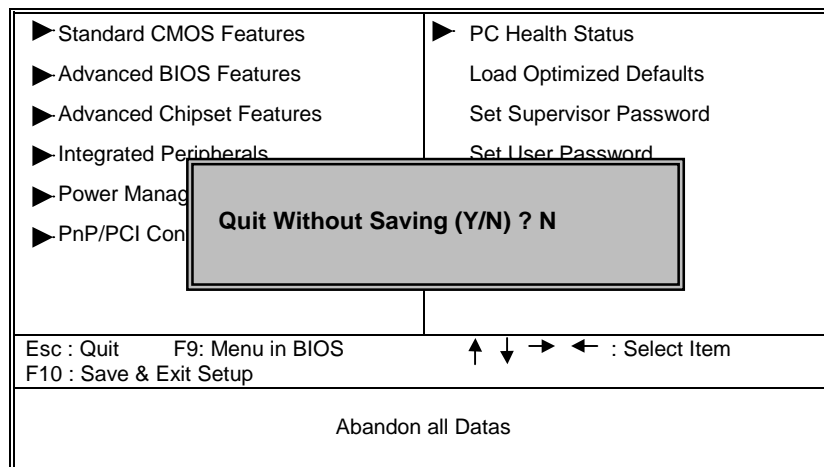 Standard CMOS Features
Advanced BIOS Features
Advanced Chipset Features
Integrated Peripherals
Power Manag
PnP/PCI Con
PC Health Status
Load Optimized Defaults
Set Supervisor Password
Set User Password
Quit Without Saving (Y/N) ? N
Esc : Quit F9: Menu in BIOS : Select Item
F10 : Save & Exit Setup
Abandon all Datas